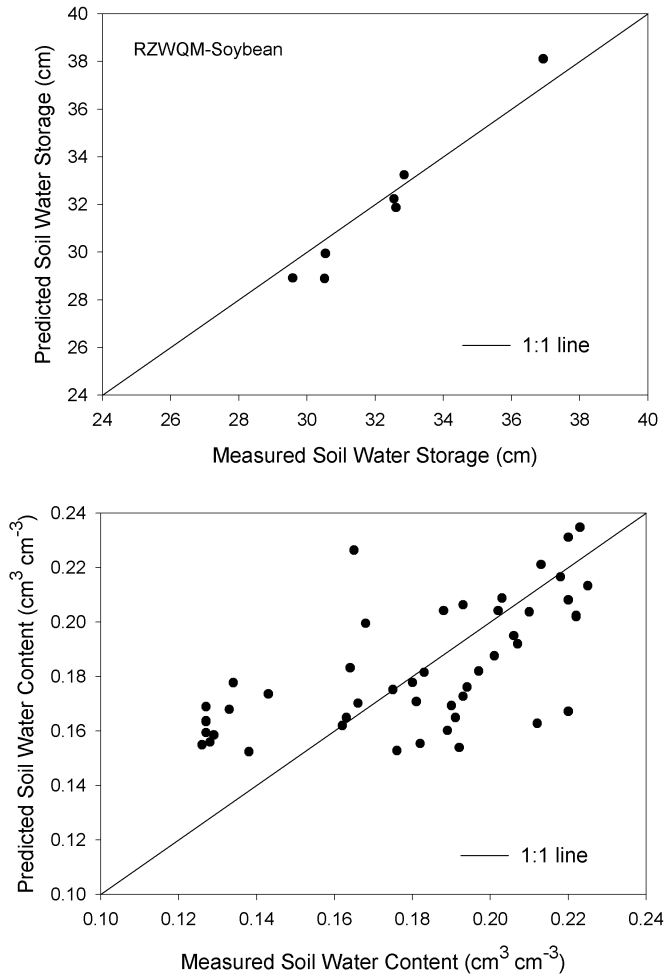 40
38
36
34
32
30
28
26
24
Predicted Soil Water Storage (cm)
RZWQM-Soybean
1:1 line
24 26 28 30 32 34 36 38 40
Measured Soil Water Storage (cm)
0.24
0.22
0.20
0.18
0.16
0.14
0.12
0.10
Predicted Soil Water Content (cm³ cm⁻³)
1:1 line
0.10 0.12 0.14 0.16 0.18 0.20 0.22 0.24
Measured Soil Water Content (cm³ cm⁻³)